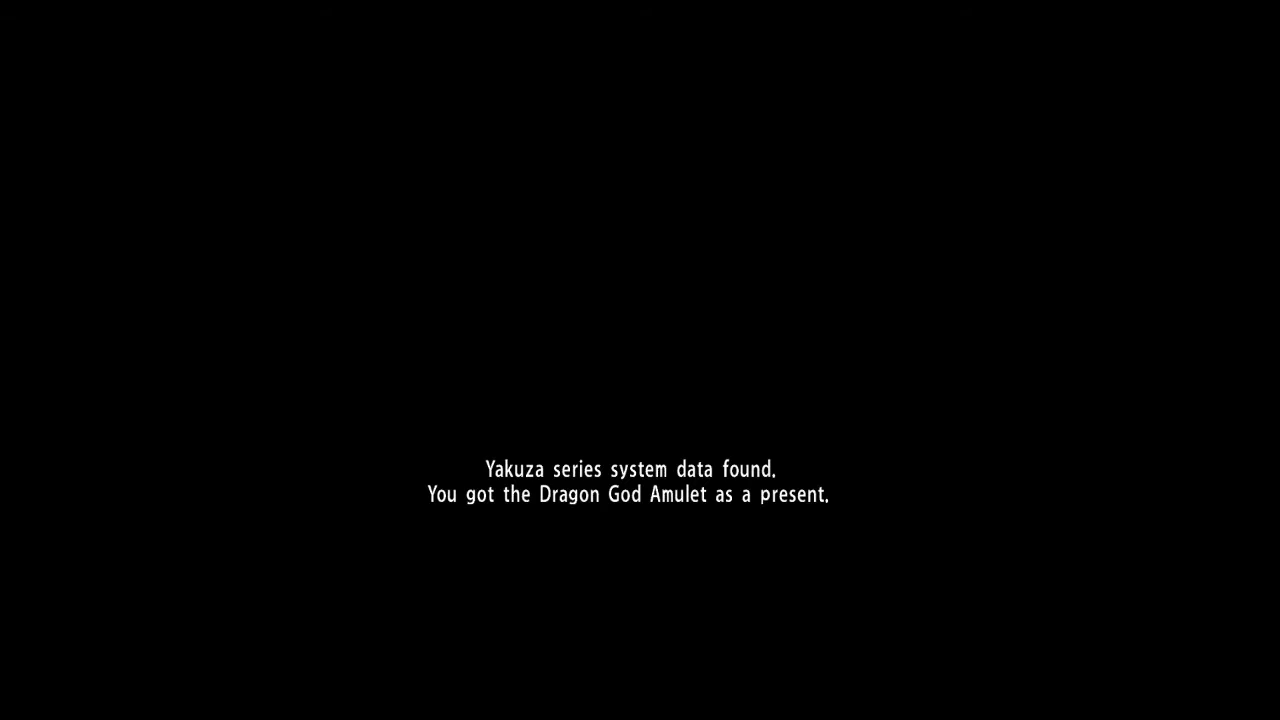 Yakuza series system data found.
You got the Dragon God Amulet as a present.